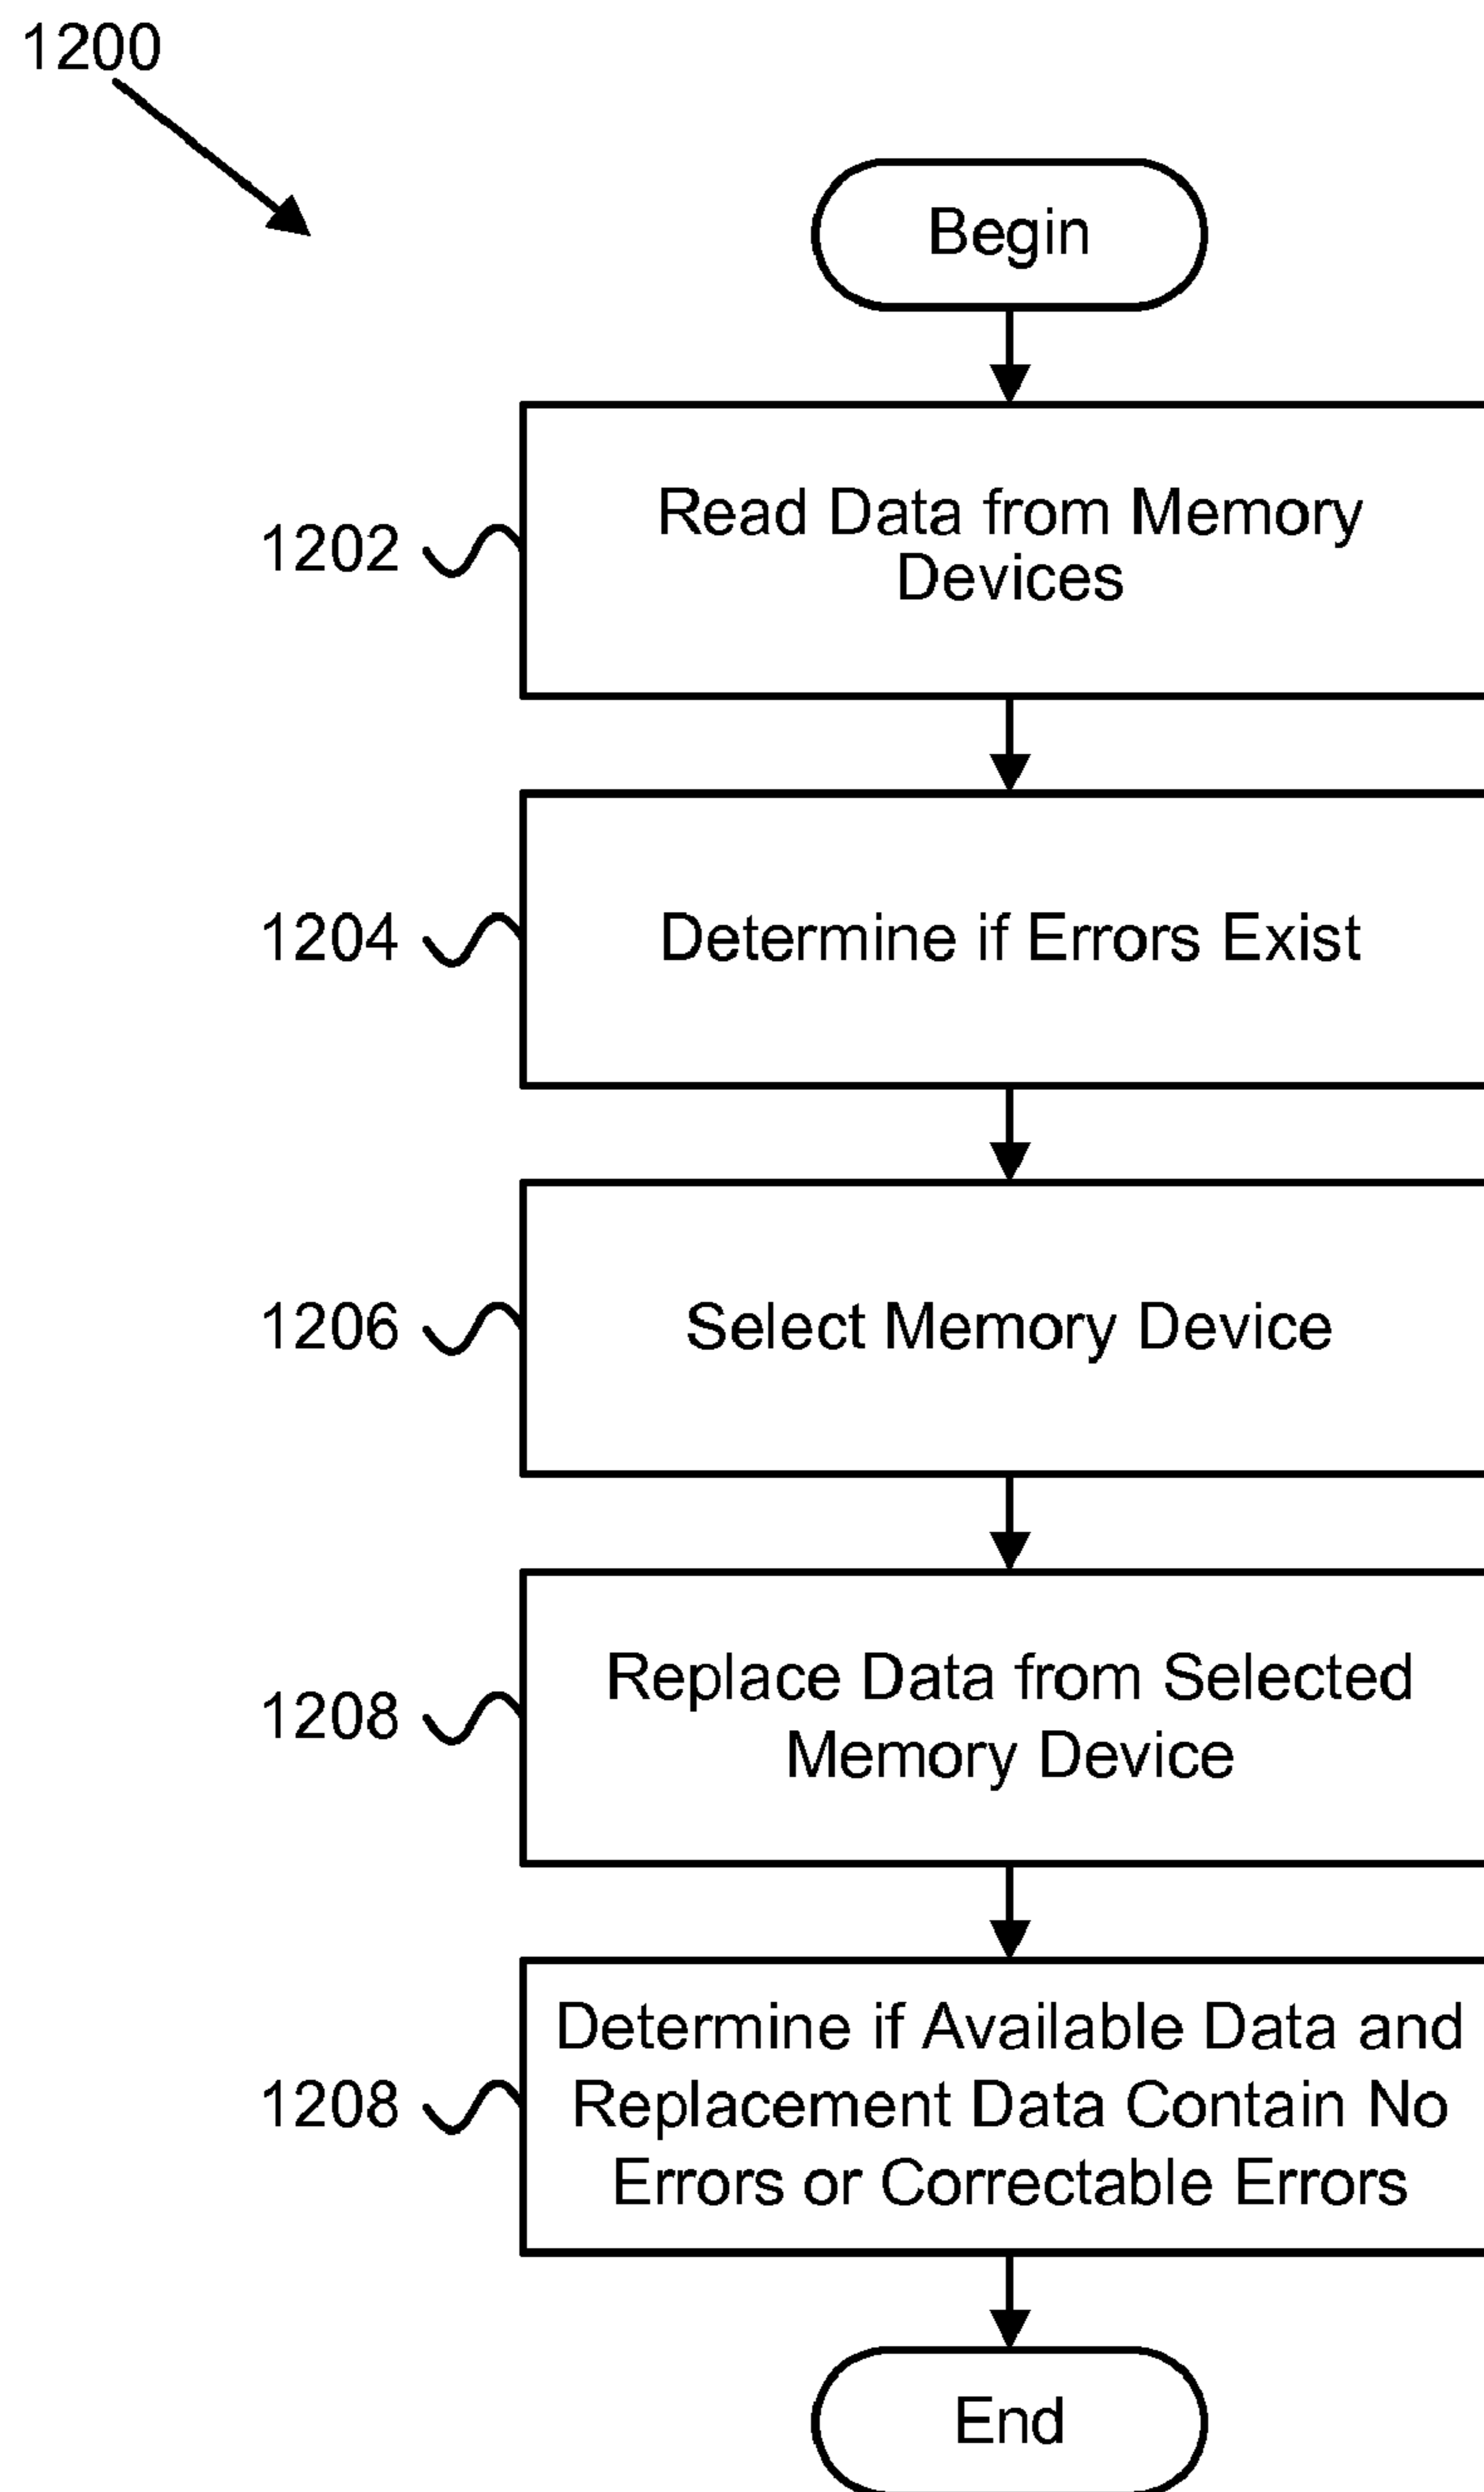 1200
Begin
1202
Read Data from Memory
Devices
1204
Determine if Errors Exist
1206
Select Memory Device
1208
Replace Data from Selected
Memory Device
1208
Determine if Available Data and
Replacement Data Contain No
Errors or Correctable Errors
End